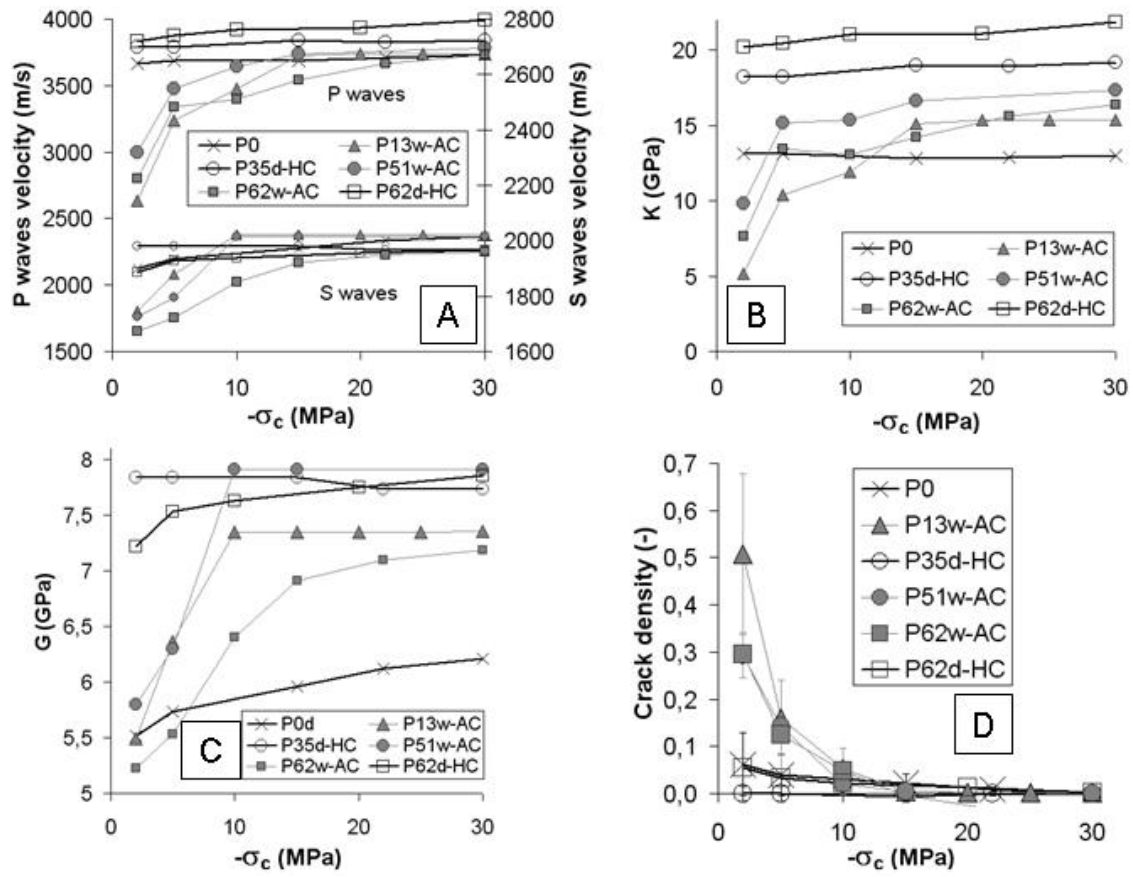 P waves velocity (m/s)
4000
3500
3000
2500
2000
1500
2800
2600
2400
2200
2000
1800
1600
S waves velocity (m/s)
P waves
P0
P13w-AC
P35d-HC
P51w-AC
P62w-AC
P62d-HC
S waves
A
0
10
20
30
-σc (MPa)
K (GPa)
20
15
10
5
0
P0
P13w-AC
P35d-HC
P51w-AC
P62w-AC
P62d-HC
B
0
10
20
30
-σc (MPa)
G (GPa)
8
7,5
7
6,5
6
5,5
5
C
P0d
P13w-AC
P35d-HC
P51w-AC
P62w-AC
P62d-HC
0
10
20
30
-σc (MPa)
Crack density (-)
0,7
0,6
0,5
0,4
0,3
0,2
0,1
0,0
P0
P13w-AC
P35d-HC
P51w-AC
P62w-AC
P62d-HC
D
0
10
20
30
-σc (MPa)